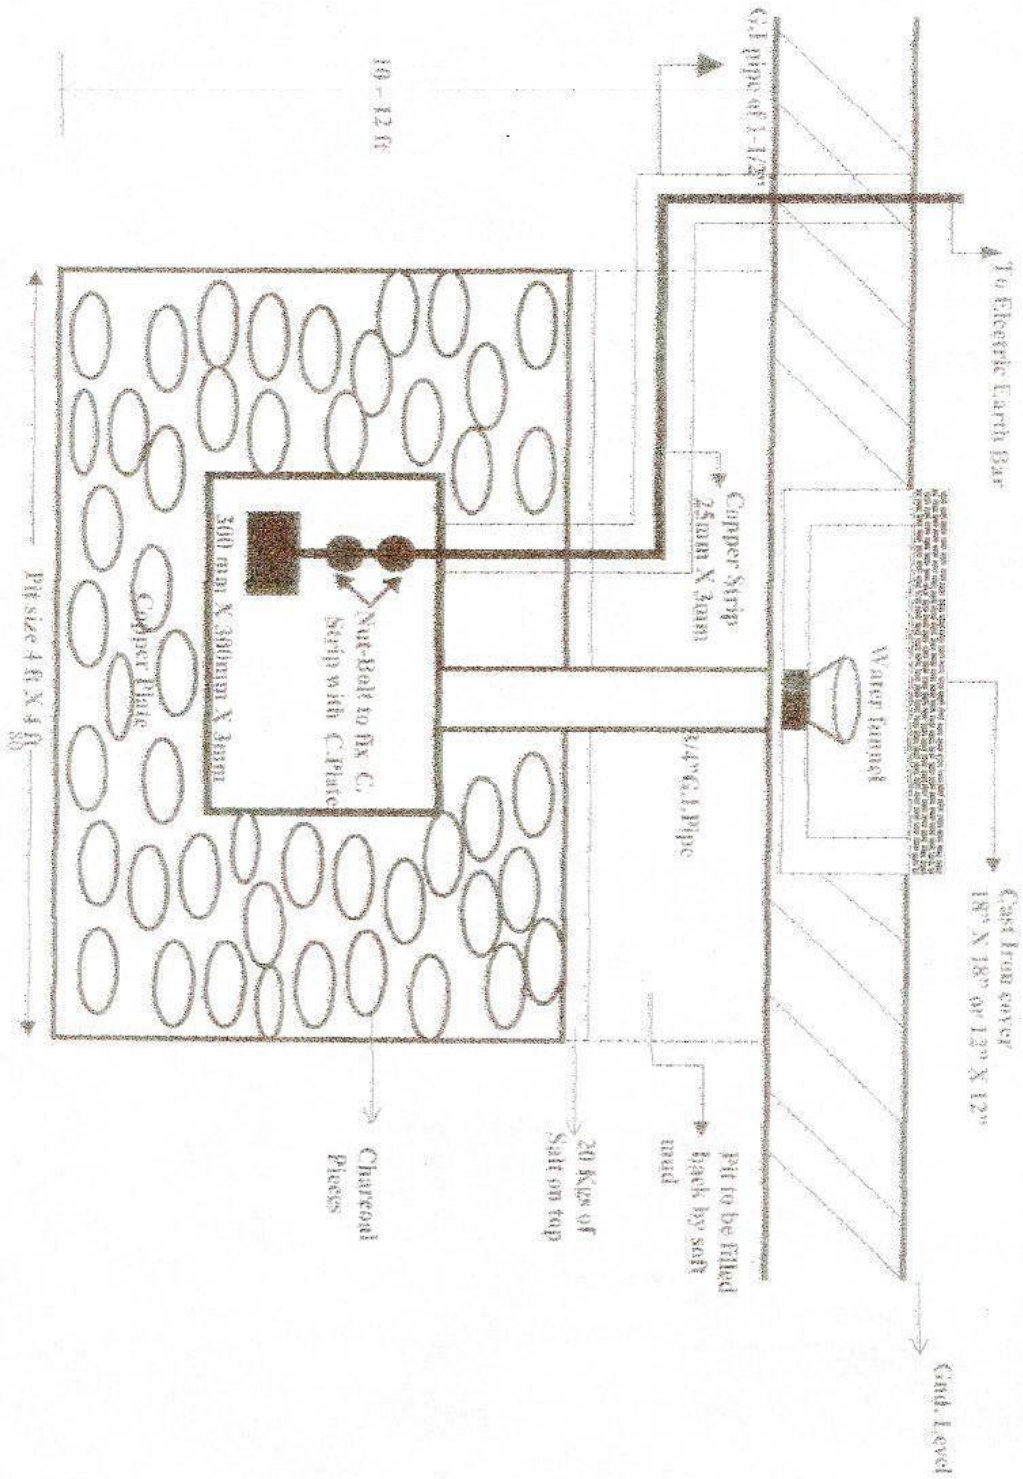 To Electric Earth Bar
Cast Iron cover
18" X 18" or 12" X 12"
Gnd. Level
Water funnel
G.I pipe of 1-1/2"
Copper Strip
25mm X 3mm
3/4" G.I. Pipe
Pit to be filled
back by soft
mud
20 Kgs of
Salt on top
10 - 12 ft
Nut-Bolt to fix C.
Strip with C.Plate
Charcoal
Pieces
300 mm X 300mm X 3mm
Copper Plate
Pit size 4 ft X 4 ft